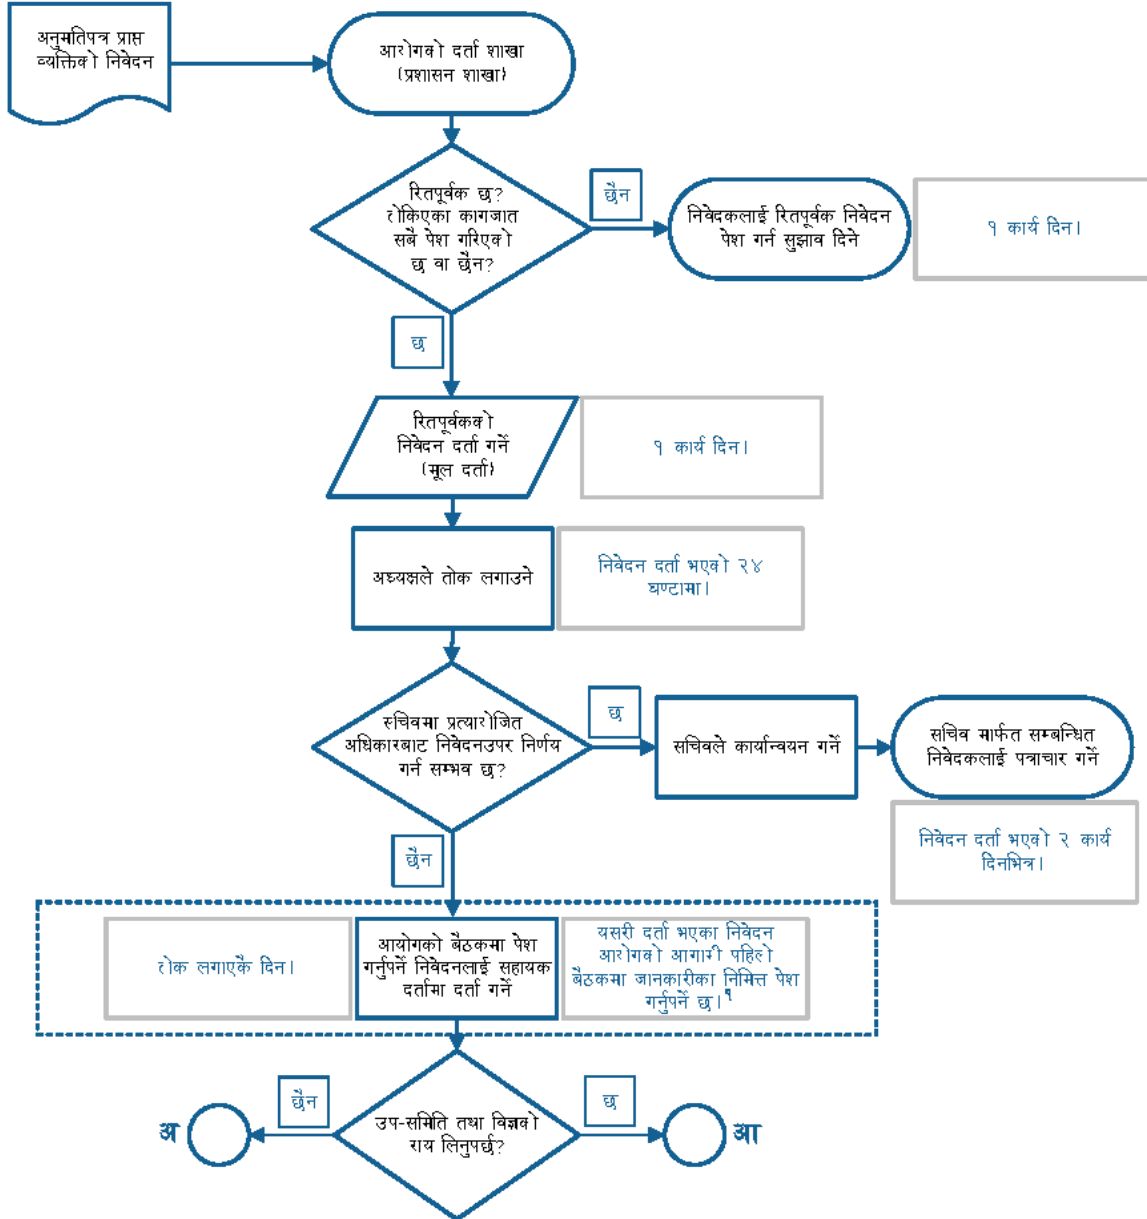 अनुमतिपत्र प्राप्त
व्यक्तिको निवेदन
आयोगको दर्ता शाखा
(प्रशासन शाखा)
रितपूर्वक छ?
तोकिएका कागजात
सबै पेश गरिएको
छ वा छैन?
छैन
निवेदकलाई रितपूर्वक निवेदन
पेश गर्न सुझाव दिने
१ कार्य दिन।
छ
रितपूर्वकको
निवेदन दर्ता गर्ने
(मूल दर्ता)
१ कार्य दिन।
अध्यक्षले तोक लगाउने
निवेदन दर्ता भएको २४
घण्टामा।
सचिवमा प्रत्यायोजित
अधिकारबाट निवेदनउपर निर्णय
गर्न सम्भव छ?
छ
सचिवले कार्यान्वयन गर्ने
सचिव मार्फत सम्बन्धित
निवेदकलाई पत्राचार गर्ने
निवेदन दर्ता भएको २ कार्य
दिनभित्र।
छैन
तोक लगाएकै दिन।
आयोगको बैठकमा पेश
गर्नुपर्ने निवेदनलाई सहायक
दर्तामा दर्ता गर्ने
यसरी दर्ता भएका निवेदन
आयोगको आगामी पहिलो
बैठकमा जानकारीका निमित्त पेश
गर्नुपर्ने छ।¹
उप-समिति तथा विज्ञको
राय लिनुपर्छ?
छैन
अ
छ
आ